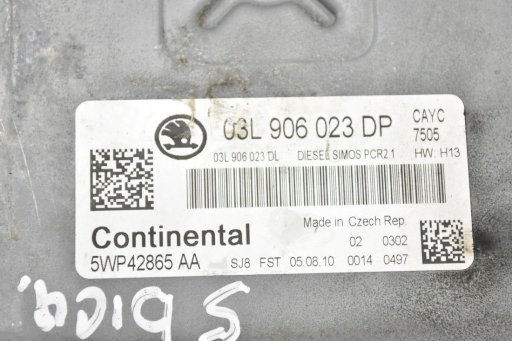 03L 906 023 DP CAYC
7505
03L 906 023 DL DIESEL SIMOS PCR2.1 HW: H13
Continental Made in Czech Rep.
02 0302
5WP42865 AA SJ8 FST 05.08.10 0014 0497